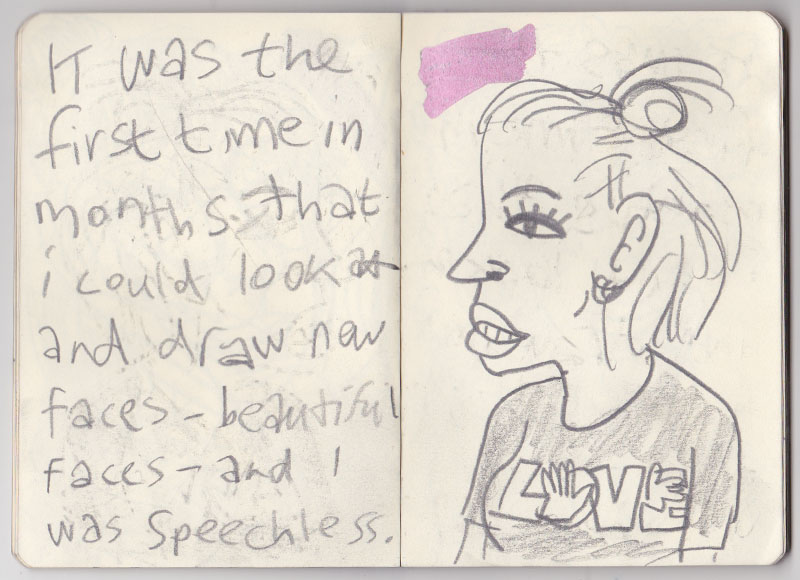 IT was the
first time in
months. that
i could look at
and draw new
faces - beautiful
faces - and I
was speechless.
LOVE